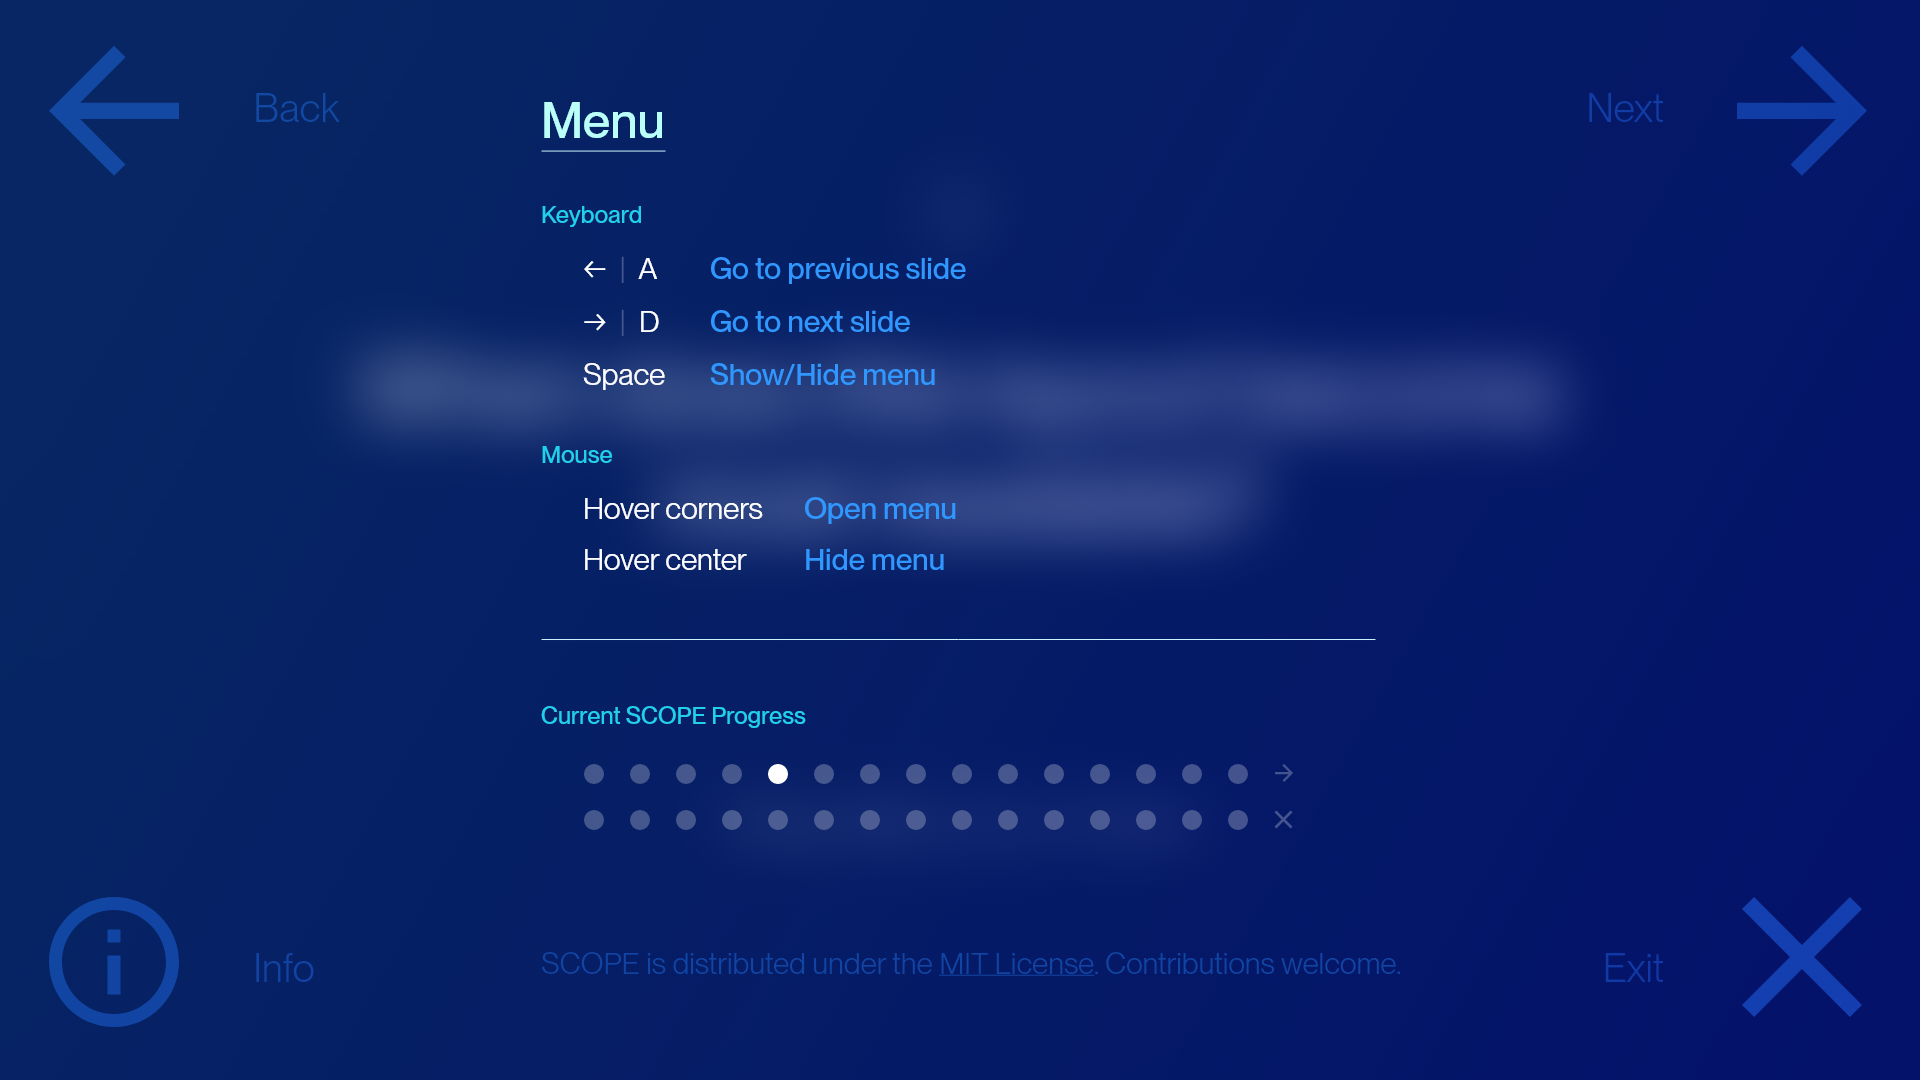 Back
Next
Menu
Keyboard
← | A Go to previous slide
→ | D Go to next slide
Space Show/Hide menu
Mouse
Hover corners Open menu
Hover center Hide menu
Current SCOPE Progress
Info
SCOPE is distributed under the MIT License. Contributions welcome.
Exit